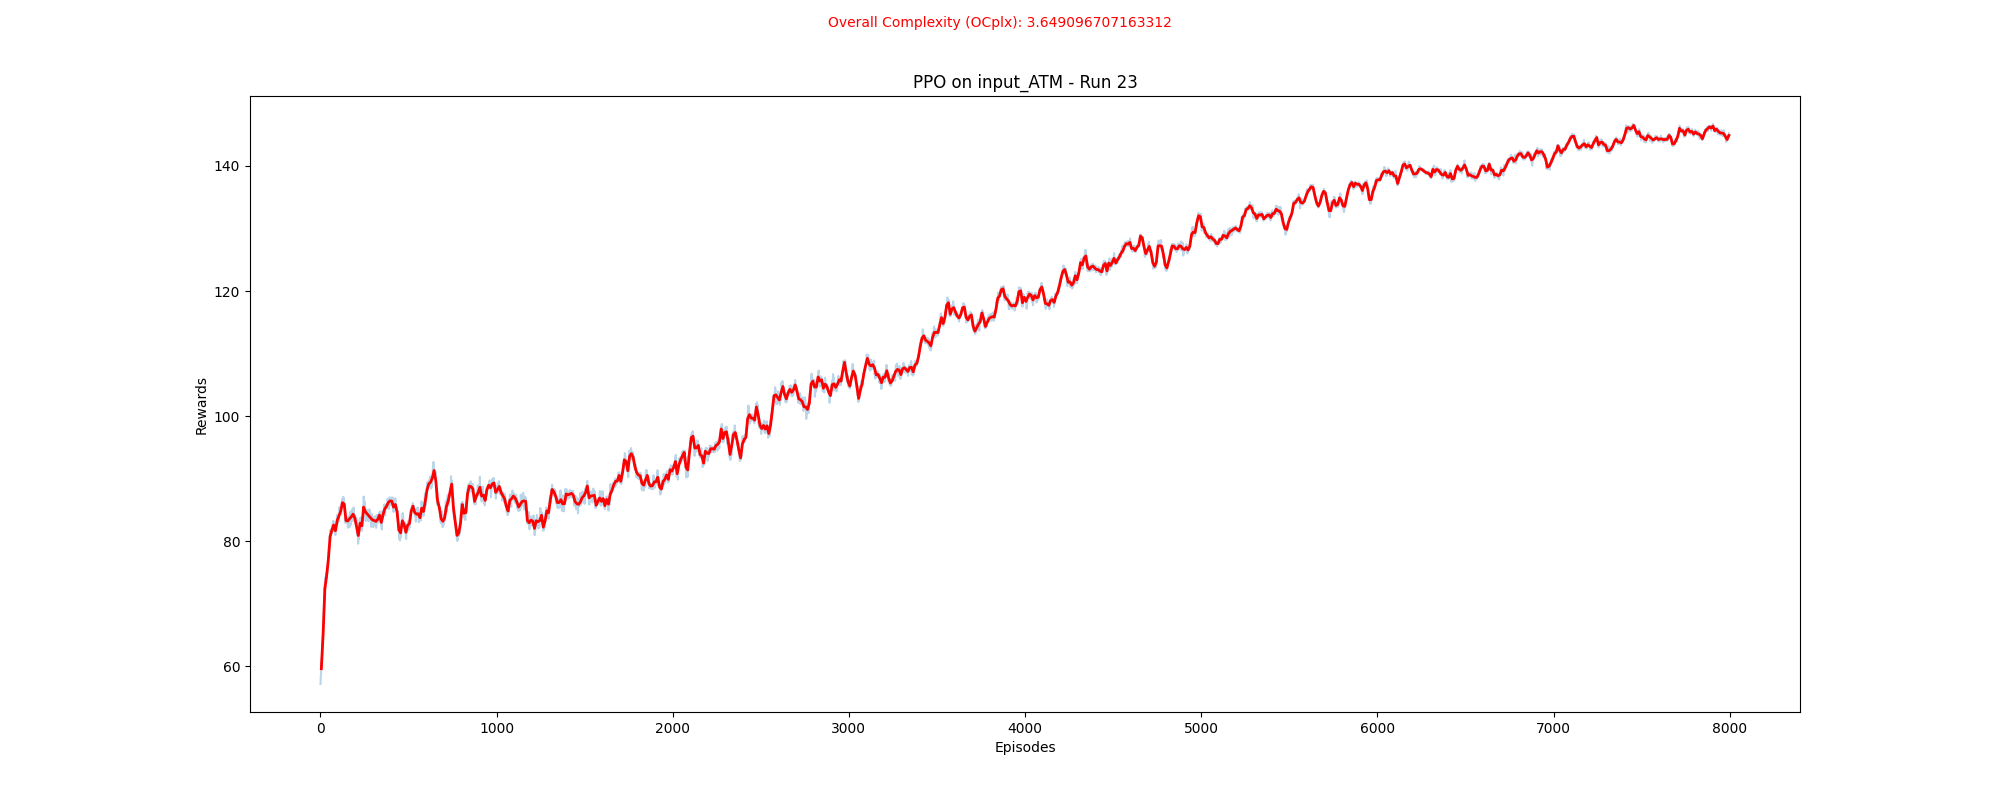 Overall Complexity (OCplx): 3.649096707163312
PPO on input_ATM - Run 23
Rewards
140
120
100
80
60
0 1000 2000 3000 4000 5000 6000 7000 8000
Episodes